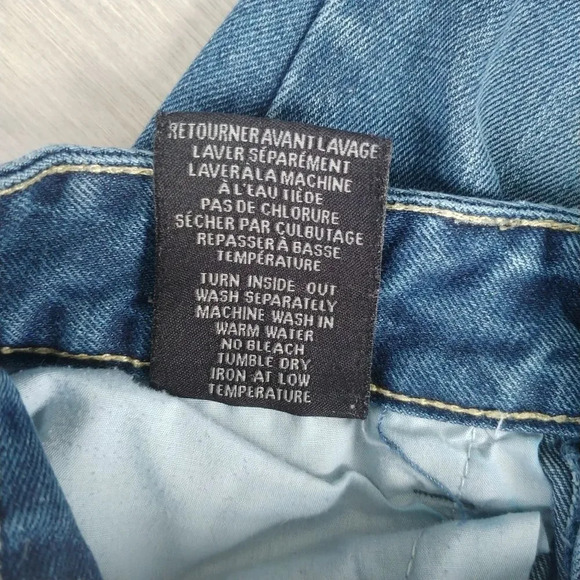 RETOURNER AVANT LAVAGE
LAVER SÉPARÉMENT
LAVER À LA MACHINE
À L'EAU TIÈDE
PAS DE CHLORURE
SÉCHER PAR CULBUTAGE
REPASSER À BASSE
TEMPÉRATURE
TURN INSIDE OUT
WASH SEPARATELY
MACHINE WASH IN
WARM WATER
NO BLEACH
TUMBLE DRY
IRON AT LOW
TEMPERATURE